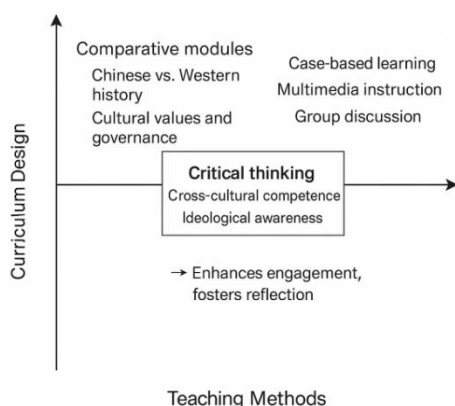 Comparative modules
Chinese vs. Western
history
Cultural values and
governance
Case-based learning
Multimedia instruction
Group discussion
Curriculum Design
Critical thinking
Cross-cultural competence
Ideological awareness
→ Enhances engagement,
fosters reflection
Teaching Methods